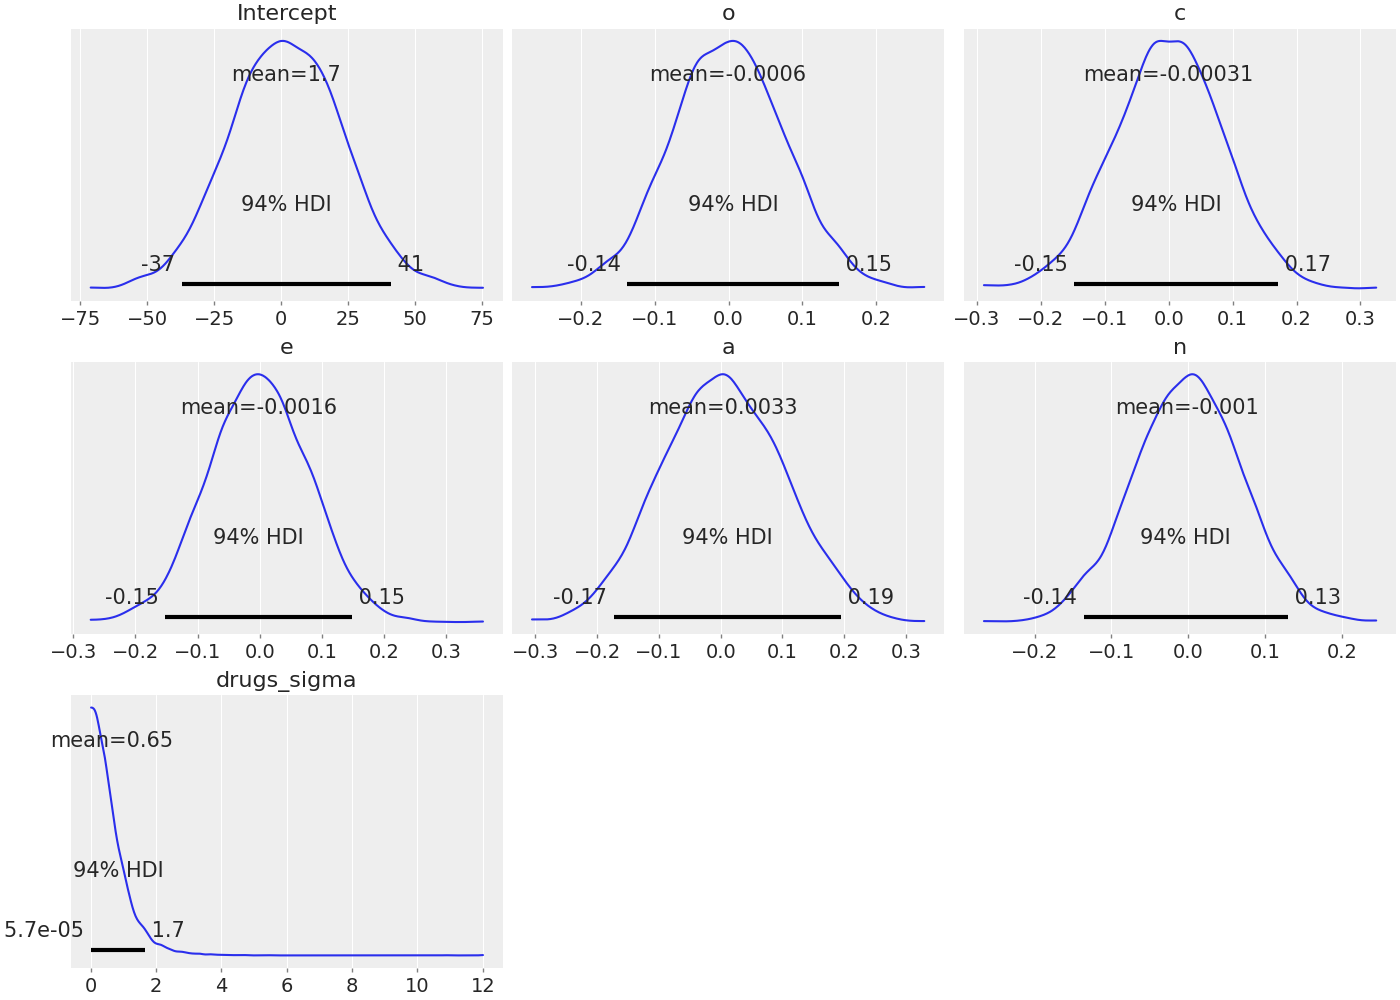 Intercept
o
c
mean=1.7
mean=-0.0006
mean=-0.00031
94% HDI
94% HDI
94% HDI
-37
41
-0.14
0.15
-0.15
0.17
−75
−50
−25
0
25
50
75
−0.2
−0.1
0.0
0.1
0.2
−0.3
−0.2
−0.1
0.0
0.1
0.2
0.3
e
a
n
mean=-0.0016
mean=0.0033
mean=-0.001
94% HDI
94% HDI
94% HDI
-0.15
0.15
-0.17
0.19
-0.14
0.13
−0.3
−0.2
−0.1
0.0
0.1
0.2
0.3
−0.3
−0.2
−0.1
0.0
0.1
0.2
0.3
−0.2
−0.1
0.0
0.1
0.2
drugs_sigma
mean=0.65
94% HDI
5.7e-05
1.7
0
2
4
6
8
10
12